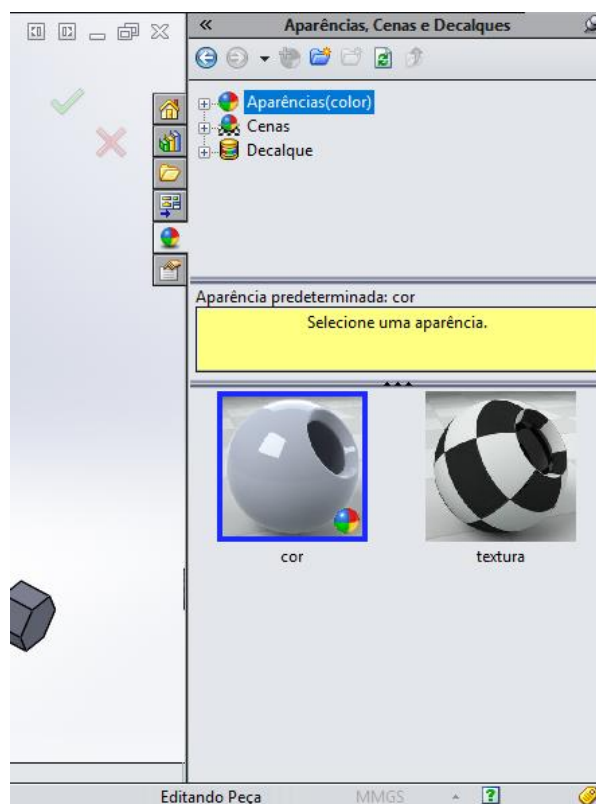 « Aparências, Cenas e Decalques
Aparências(color)
Cenas
Decalque
Aparência predeterminada: cor
Selecione uma aparência.
cor
textura
Editando Peça
MMGS